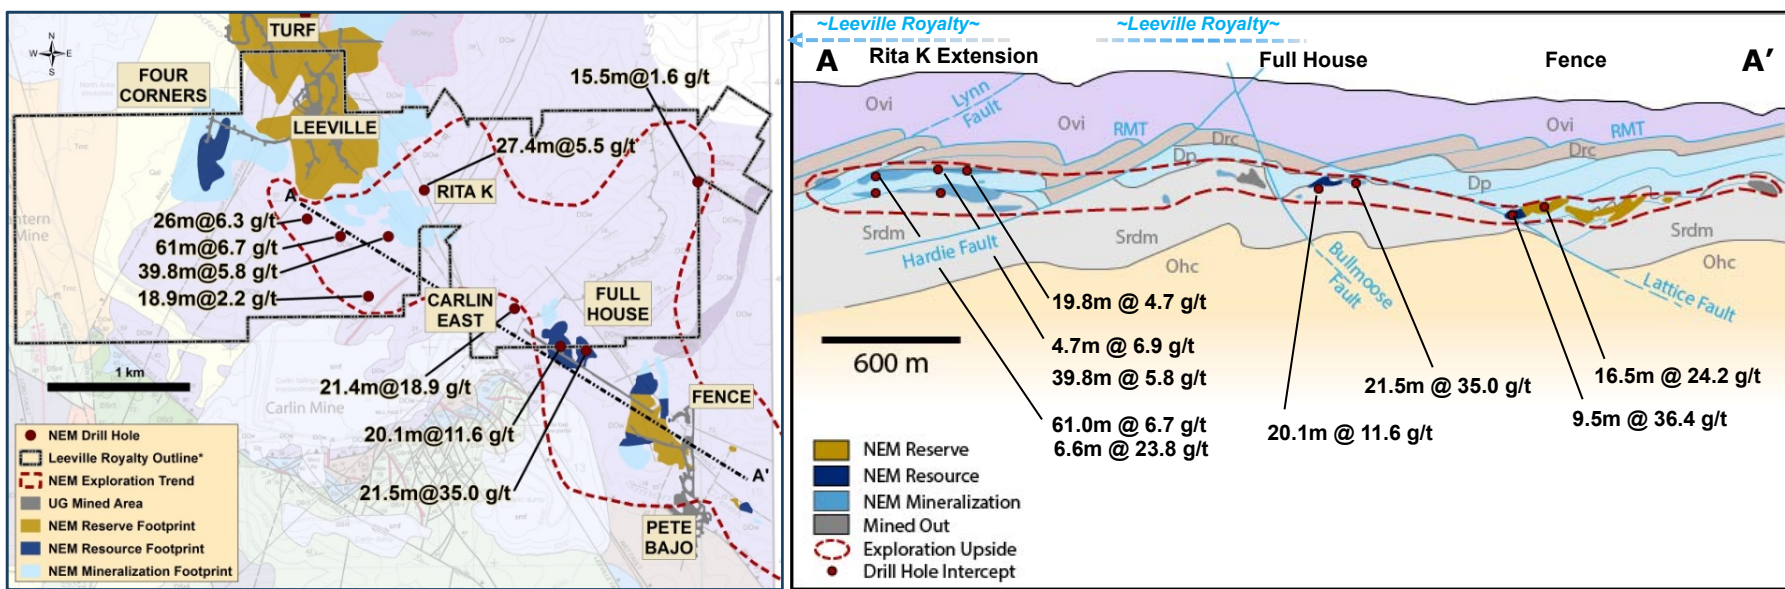 TURF
N
W E
S
FOUR
CORNERS
LEEVILLE
15.5m@1.6 g/t
27.4m@5.5 g/t
RITA K
A
26m@6.3 g/t
61m@6.7 g/t
39.8m@5.8 g/t
18.9m@2.2 g/t
CARLIN
EAST
FULL
HOUSE
1 km
Carlin Mine
21.4m@18.9 g/t
FENCE
20.1m@11.6 g/t
A'
21.5m@35.0 g/t
PETE
BAJO
NEM Drill Hole
Leeville Royalty Outline*
NEM Exploration Trend
UG Mined Area
NEM Reserve Footprint
NEM Resource Footprint
NEM Mineralization Footprint
~Leeville Royalty~
~Leeville Royalty~
A
Rita K Extension
Full House
Fence
A'
Lynn
Fault
Ovi
Ovi
RMT
Drc
Dp
Ovi
RMT
Drc
Dp
Srdm
Hardie Fault
Srdm
Ohc
Bullmoose
Fault
Srdm
Ohc
Lattice Fault
19.8m @ 4.7 g/t
600 m
4.7m @ 6.9 g/t
39.8m @ 5.8 g/t
21.5m @ 35.0 g/t
16.5m @ 24.2 g/t
9.5m @ 36.4 g/t
61.0m @ 6.7 g/t
20.1m @ 11.6 g/t
6.6m @ 23.8 g/t
NEM Reserve
NEM Resource
NEM Mineralization
Mined Out
Exploration Upside
Drill Hole Intercept